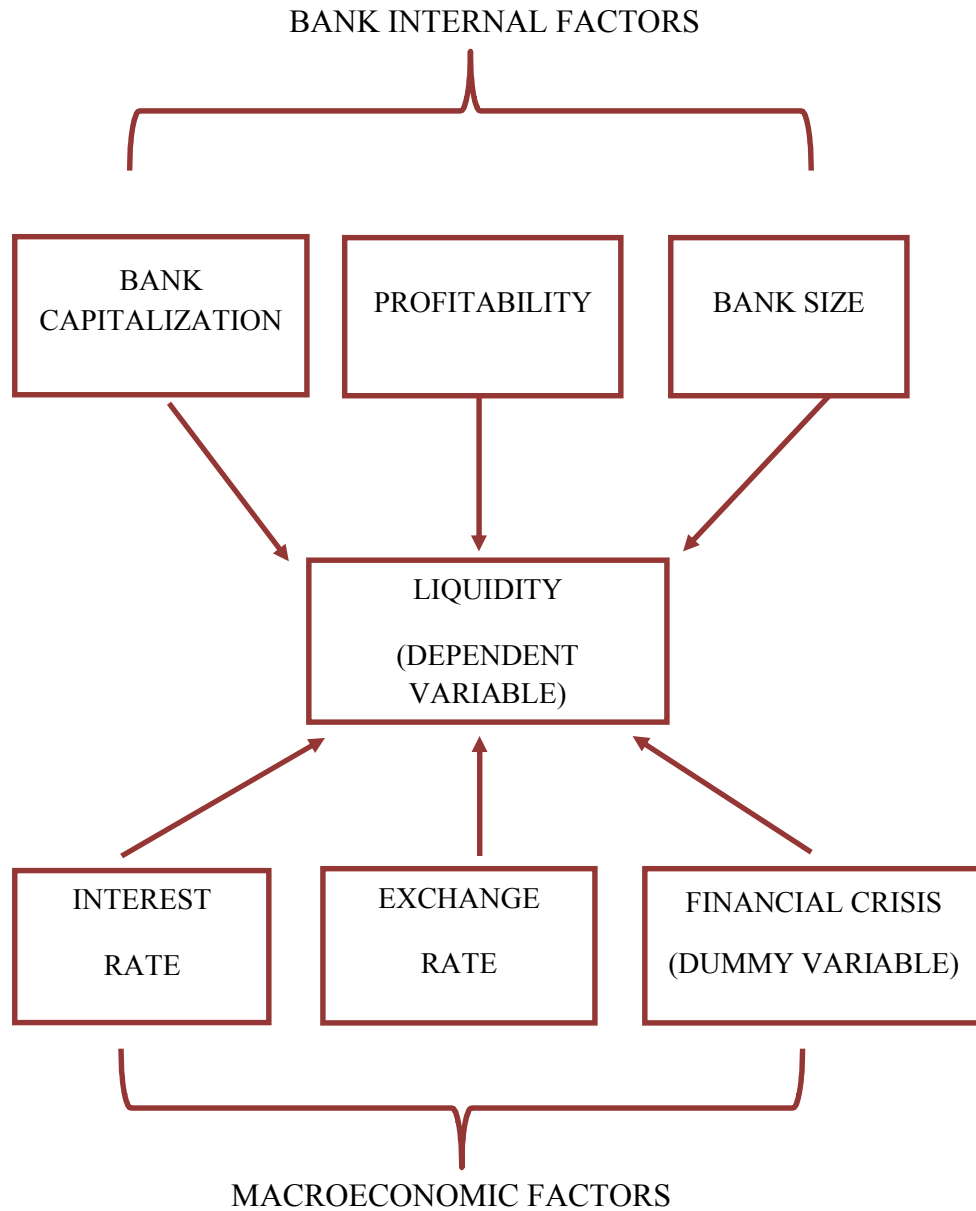 BANK INTERNAL FACTORS
BANK
CAPITALIZATION
PROFITABILITY
BANK SIZE
LIQUIDITY
(DEPENDENT
VARIABLE)
INTEREST
RATE
EXCHANGE
RATE
FINANCIAL CRISIS
(DUMMY VARIABLE)
MACROECONOMIC FACTORS